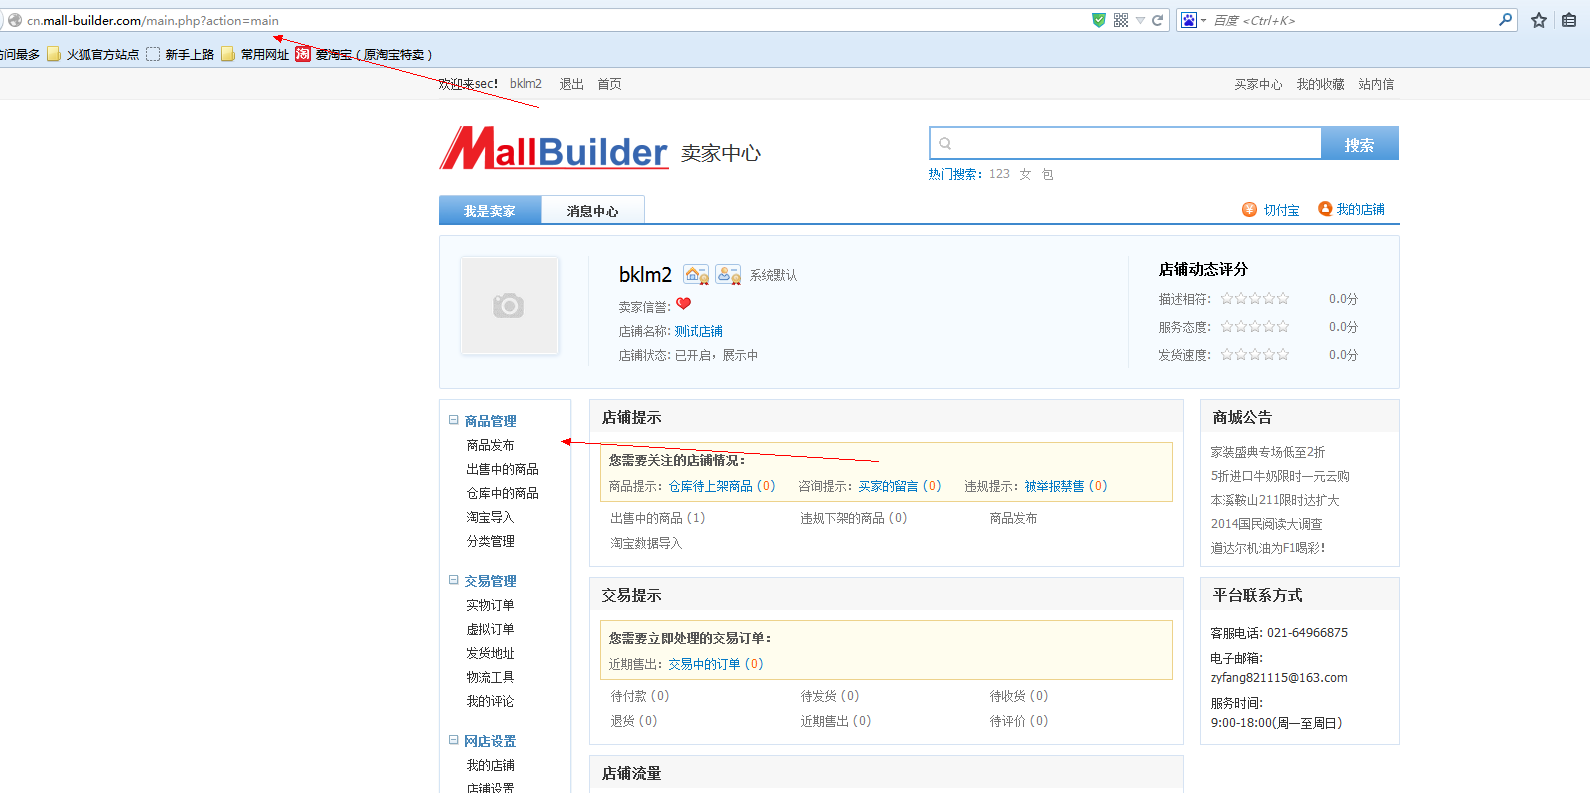 cn.mall-builder.com/main.php?action=main
百度 <Ctrl+K>
访问最多 火狐官方站点 新手上路 常用网址 淘 爱淘宝（原淘宝特卖）
欢迎来sec! bklm2 退出 首页 买家中心 我的收藏 站内信
MallBuilder 卖家中心
搜索
热门搜索: 123 女 包
我是卖家 消息中心 ¥ 切付宝 我的店铺
bklm2 系统默认
卖家信誉:
店铺名称: 测试店铺
店铺状态: 已开启，展示中
店铺动态评分
描述相符: 0.0分
服务态度: 0.0分
发货速度: 0.0分
商品管理
商品发布
出售中的商品
仓库中的商品
淘宝导入
分类管理
交易管理
实物订单
虚拟订单
发货地址
物流工具
我的评论
网店设置
我的店铺
店铺设置
店铺提示
您需要关注的店铺情况：
商品提示：仓库待上架商品 (0) 咨询提示：买家的留言 (0) 违规提示：被举报禁售 (0)
出售中的商品 (1) 违规下架的商品 (0) 商品发布
淘宝数据导入
交易提示
您需要立即处理的交易订单：
近期售出：交易中的订单 (0)
待付款 (0) 待发货 (0) 待收货 (0)
退货 (0) 近期售出 (0) 待评价 (0)
店铺流量
商城公告
家装盛典专场低至2折
5折进口牛奶限时一元云购
本溪鞍山211限时达扩大
2014国民阅读大调查
道达尔机油为F1喝彩！
平台联系方式
客服电话: 021-64966875
电子邮箱:
zyfang821115@163.com
服务时间:
9:00-18:00(周一至周日)